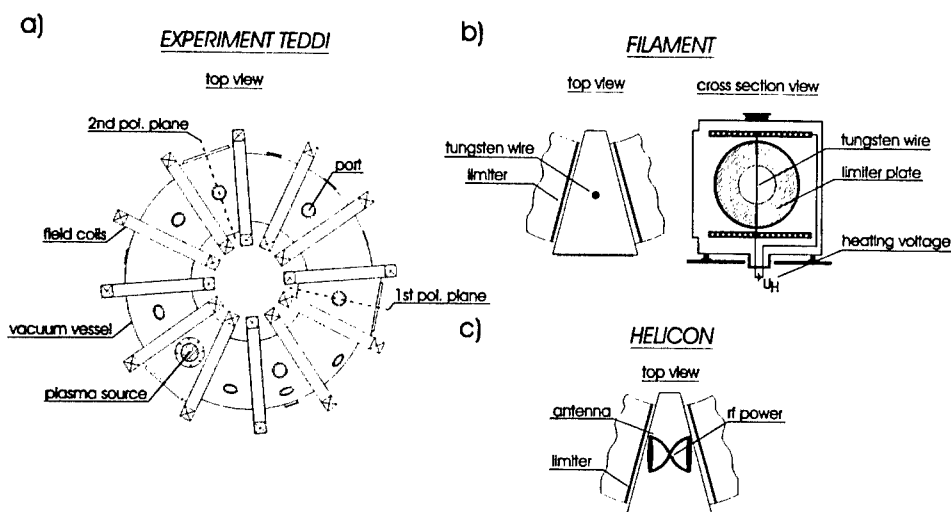 a)
EXPERIMENT TEDDI
top view
2nd pol. plane
port
field coils
1st pol. plane
vacuum vessel
plasma source
b)
FILAMENT
top view
cross section view
tungsten wire
limiter
tungsten wire
limiter plate
heating voltage
UH
c)
HELICON
top view
antenna
rf power
limiter